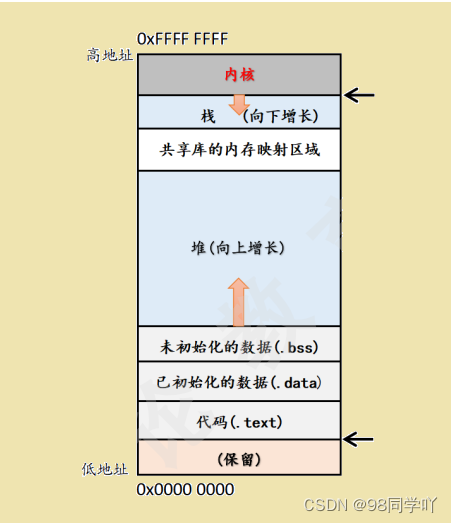 0xFFFF FFFF
高地址
内核
栈 (向下增长)
共享库的内存映射区域
堆(向上增长)
未初始化的数据(.bss)
已初始化的数据(.data)
代码(.text)
(保留)
低地址
0x0000 0000
CSDN @98同学吖